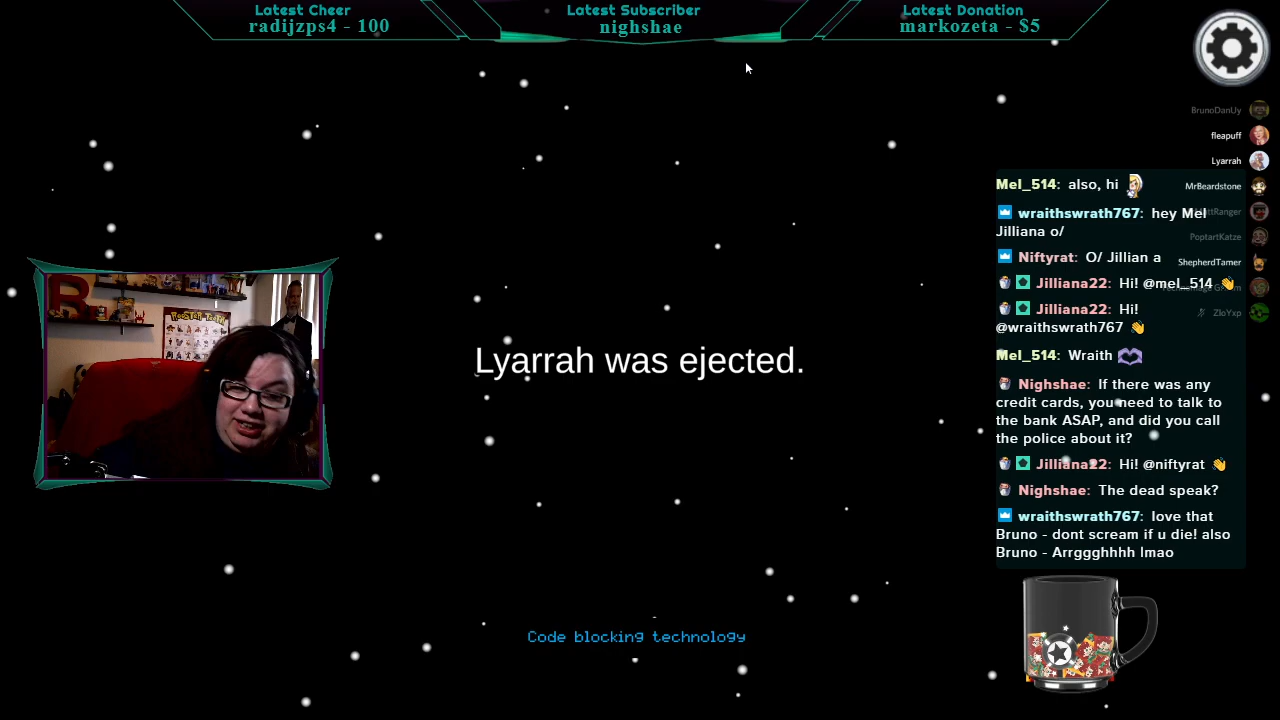 Latest Cheer
radijzps4 - 100
Latest Subscriber
nighshae
Latest Donation
markozeta - $5
BrunoDanUy
fleapuff
Lyarrah
MrBeardstone
PoptartKatze
ShepherdTamer
ZloYxp
Mel_514: also, hi
wraithswrath767: hey Mel
Jilliana o/
Niftyrat: O/ Jillian a
Jilliana22: Hi! @mel_514
Jilliana22: Hi!
@wraithswrath767
Mel_514: Wraith
Nighshae: If there was any
credit cards, you need to talk to
the bank ASAP, and did you call
the police about it?
Jilliana22: Hi! @niftyrat
Nighshae: The dead speak?
wraithswrath767: love that
Bruno - dont scream if u die! also
Bruno - Arrggghhhh lmao
R
Lyarrah was ejected.
Code blocking technology